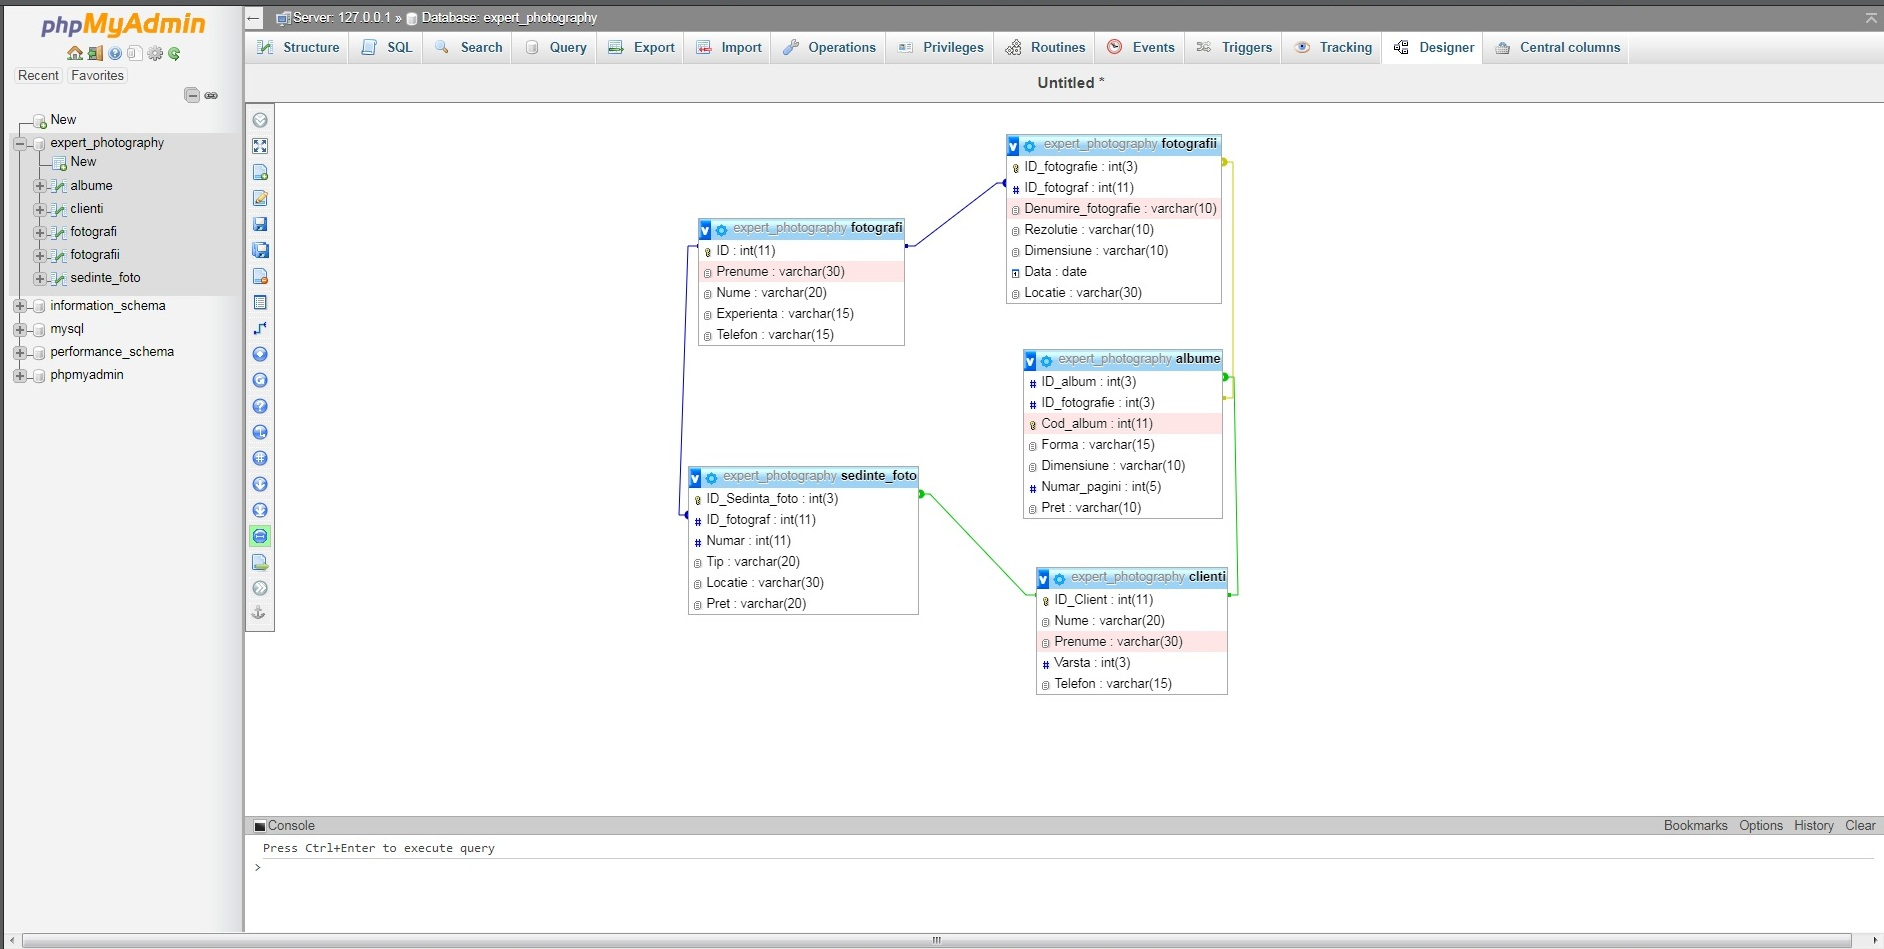 phpMyAdmin
Recent Favorites
New
expert_photography
New
albume
clienti
fotografi
fotografii
sedinte_foto
information_schema
mysql
performance_schema
phpmyadmin
Server: 127.0.0.1 » Database: expert_photography
Structure SQL Search Query Export Import Operations Privileges Routines Events Triggers Tracking Designer Central columns
Untitled *
v expert_photography fotografii
ID_fotografie : int(3)
# ID_fotograf : int(11)
Denumire_fotografie : varchar(10)
Rezolutie : varchar(10)
Dimensiune : varchar(10)
Data : date
Locatie : varchar(30)
v expert_photography fotografi
ID : int(11)
Prenume : varchar(30)
Nume : varchar(20)
Experienta : varchar(15)
Telefon : varchar(15)
v expert_photography albume
# ID_album : int(3)
# ID_fotografie : int(3)
Cod_album : int(11)
Forma : varchar(15)
Dimensiune : varchar(10)
# Numar_pagini : int(5)
Pret : varchar(10)
v expert_photography sedinte_foto
ID_Sedinta_foto : int(3)
# ID_fotograf : int(11)
# Numar : int(11)
Tip : varchar(20)
Locatie : varchar(30)
Pret : varchar(20)
v expert_photography clienti
ID_Client : int(11)
Nume : varchar(20)
Prenume : varchar(30)
# Varsta : int(3)
Telefon : varchar(15)
Console Bookmarks Options History Clear
Press Ctrl+Enter to execute query
>